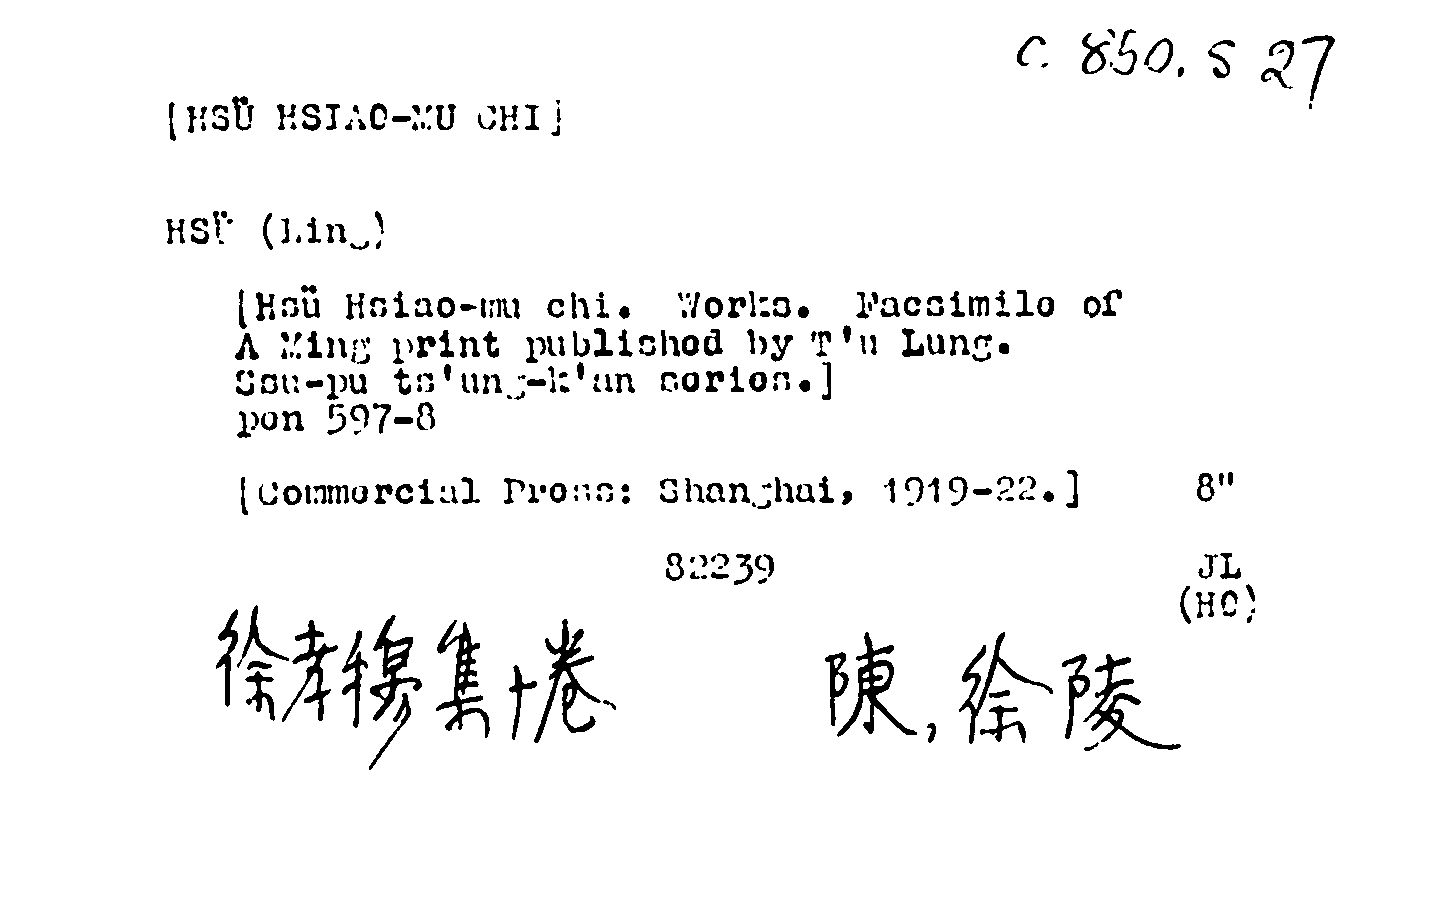 C. 850. S 27
[HSÜ HSIAO-MU CHI]
HSÜ (Ling)
[Hsü Hsiao-mu chi. Works. Facsimile of
A Ming print published by T'u Lung.
Ssu-pu ts'ung-k'an series.]
pen 597-8
[Commercial Press: Shanghai, 1919-22.] 8"
82239 JL
(HC)
徐孝穆集十卷 陳,徐陵